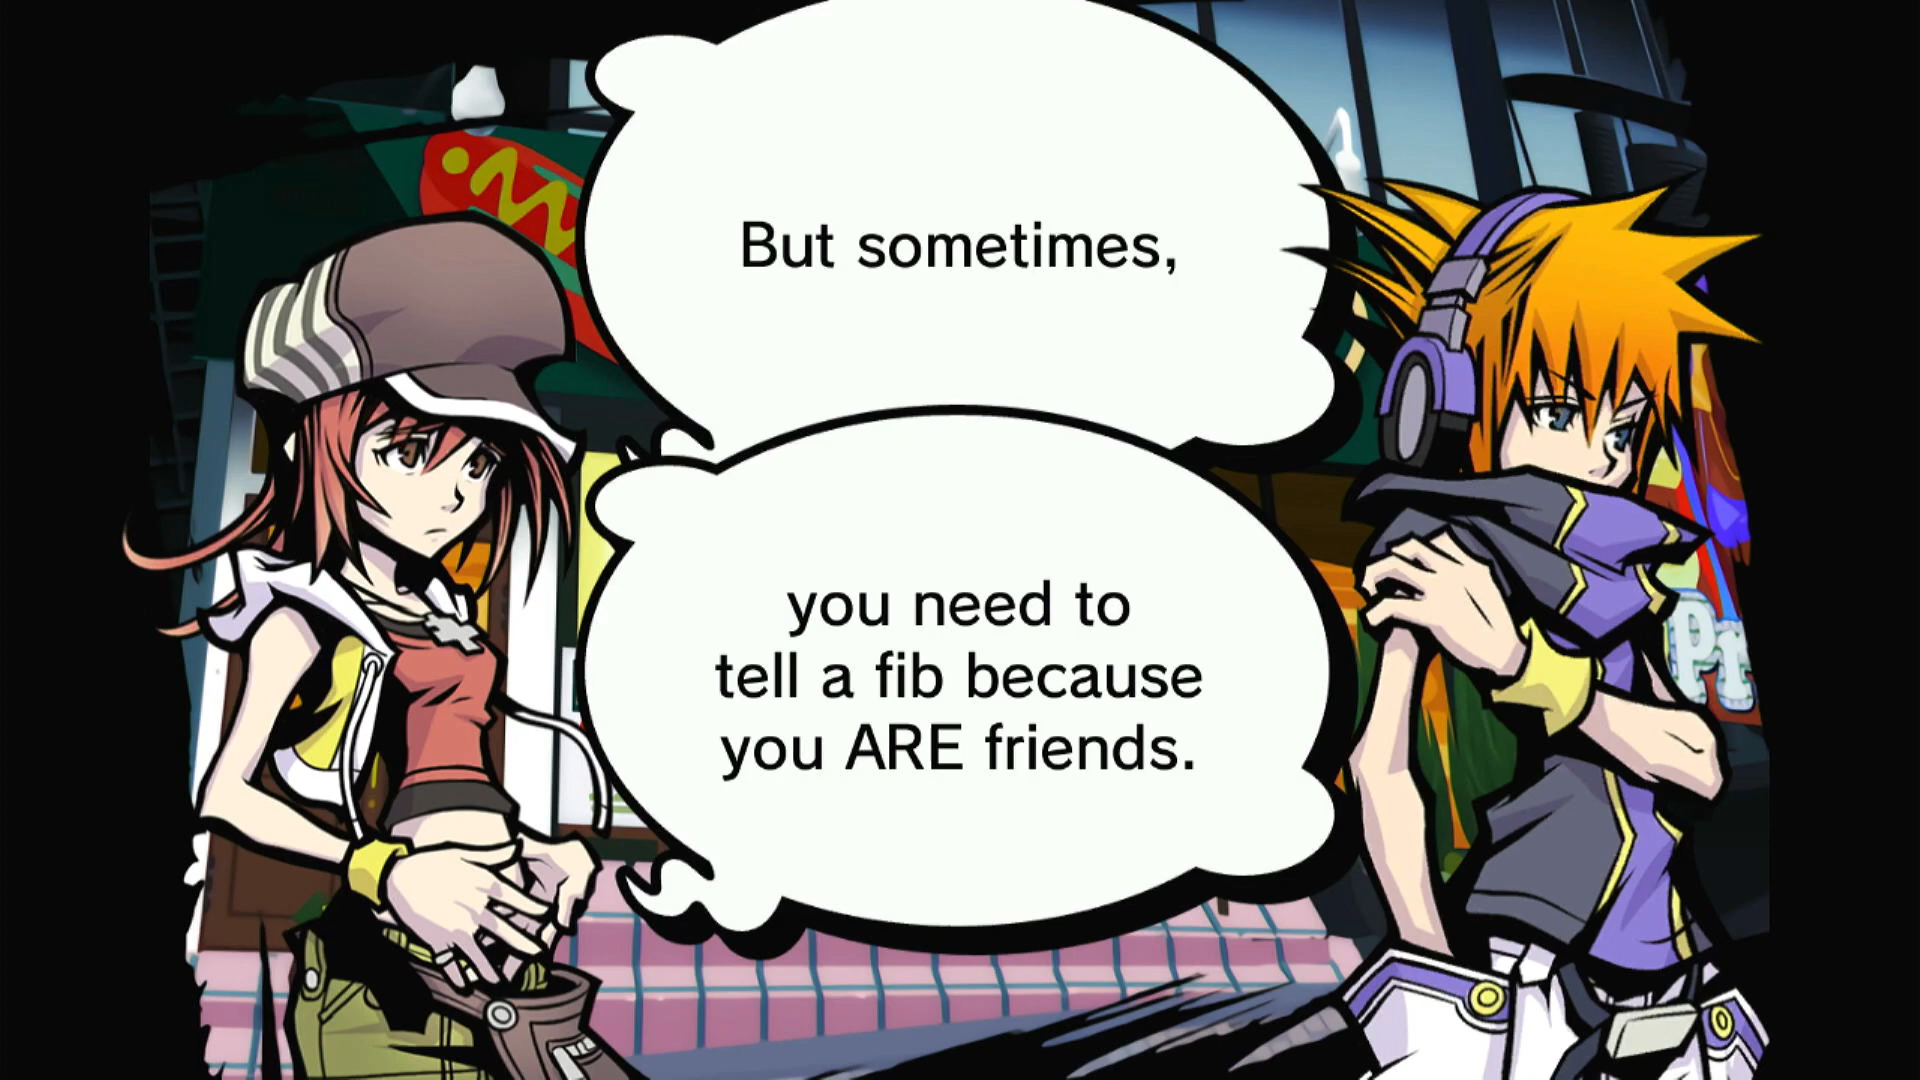 But sometimes,
you need to
tell a fib because
you ARE friends.